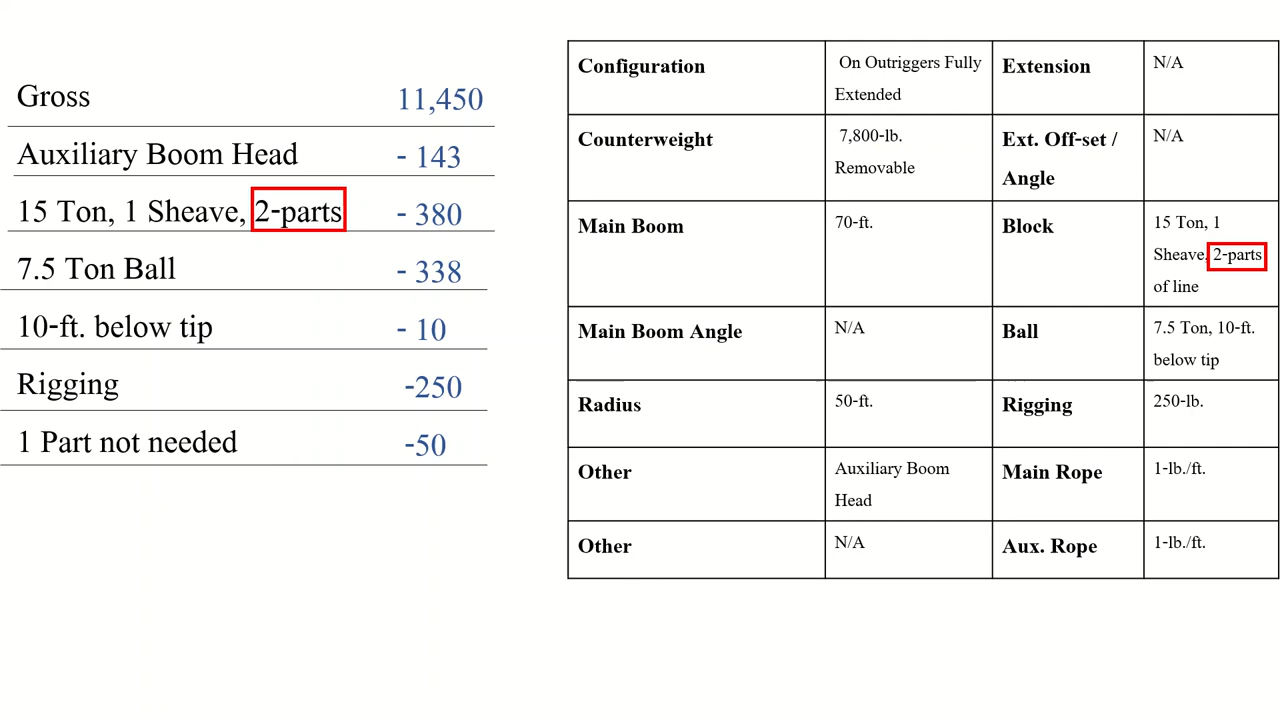 Gross 11,450
Auxiliary Boom Head - 143
15 Ton, 1 Sheave, 2-parts - 380
7.5 Ton Ball - 338
10-ft. below tip - 10
Rigging -250
1 Part not needed -50
Configuration
On Outriggers Fully
Extended
Extension
N/A
Counterweight
7,800-lb.
Removable
Ext. Off-set /
Angle
N/A
Main Boom
70-ft.
Block
15 Ton, 1
Sheave, 2-parts
of line
Main Boom Angle
N/A
Ball
7.5 Ton, 10-ft.
below tip
Radius
50-ft.
Rigging
250-lb.
Other
Auxiliary Boom
Head
Main Rope
1-lb./ft.
Other
N/A
Aux. Rope
1-lb./ft.